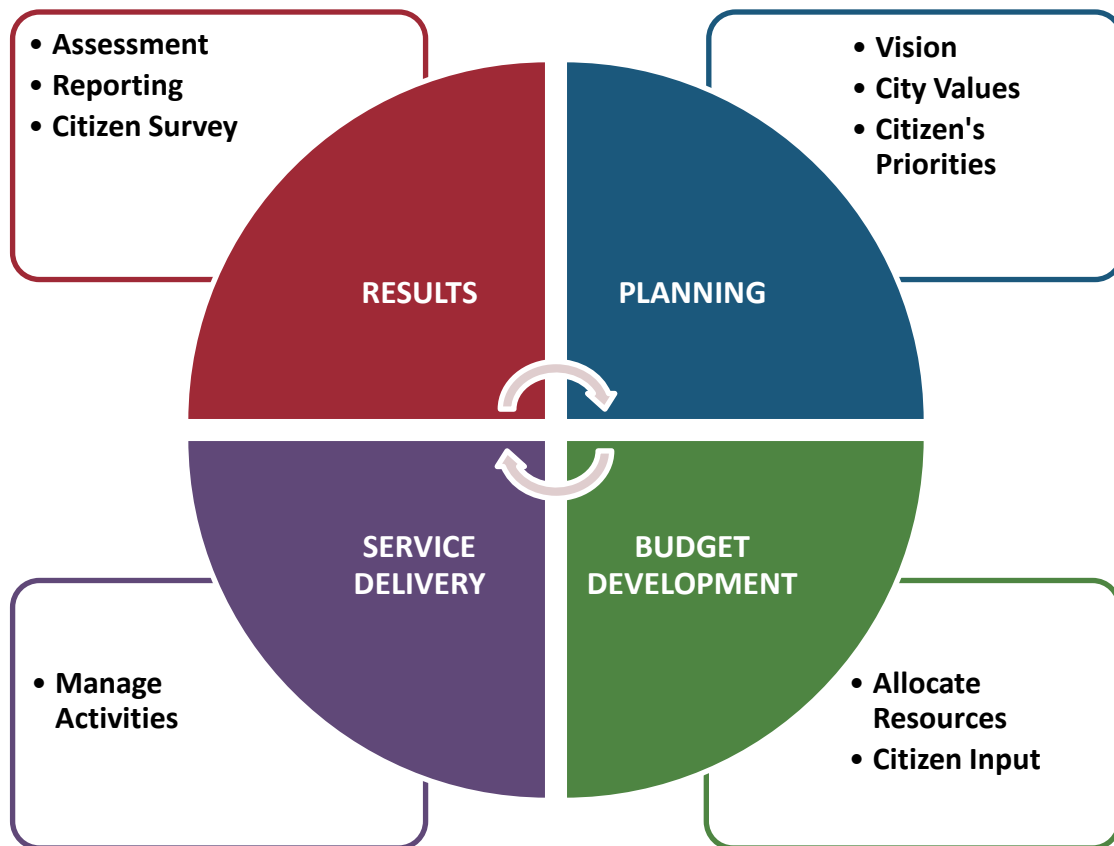 • Assessment
• Reporting
• Citizen Survey
• Vision
• City Values
• Citizen's
Priorities
RESULTS
PLANNING
SERVICE
DELIVERY
BUDGET
DEVELOPMENT
• Manage
Activities
• Allocate
Resources
• Citizen Input